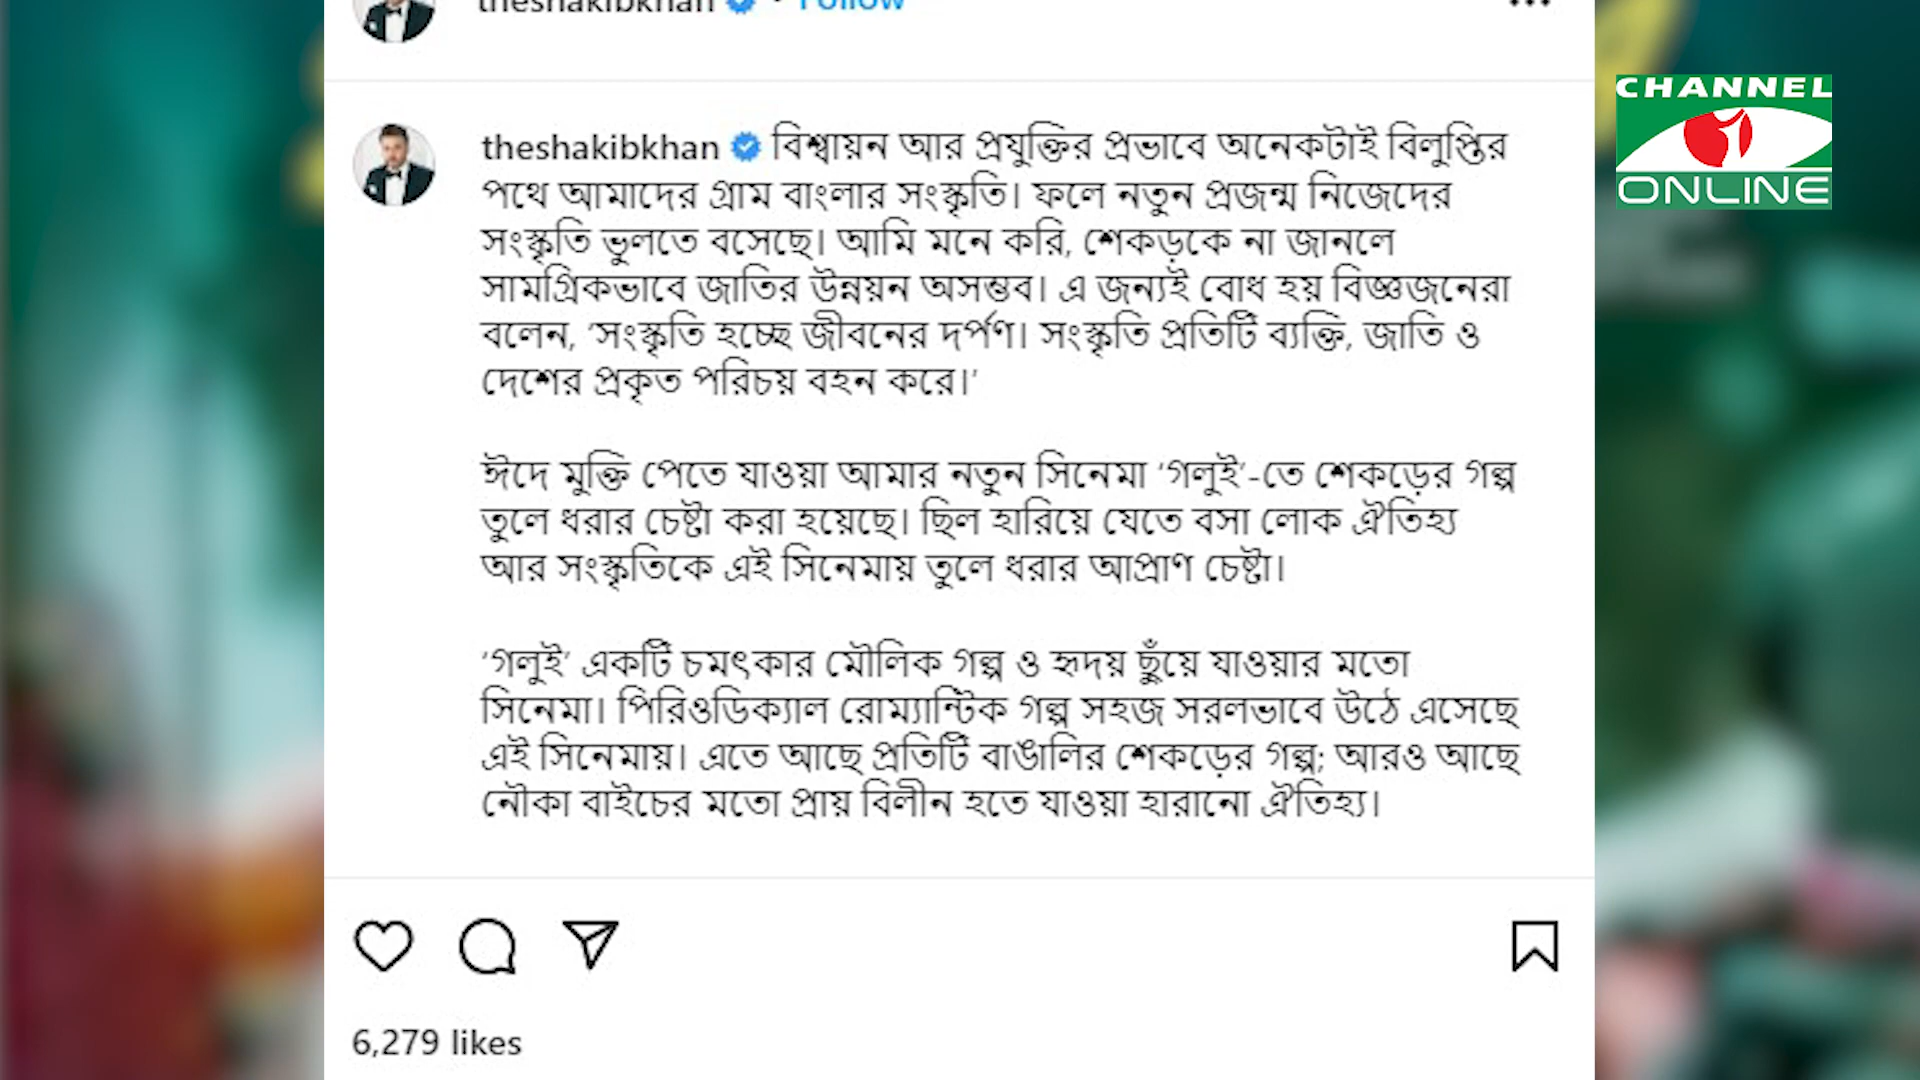 theshakibkhan • Follow
CHANNEL
i
ONLINE
theshakibkhan বিশ্বায়ন আর প্রযুক্তির প্রভাবে অনেকটাই বিলুপ্তির
পথে আমাদের গ্রাম বাংলার সংস্কৃতি। ফলে নতুন প্রজন্ম নিজেদের
সংস্কৃতি ভুলতে বসেছে। আমি মনে করি, শেকড়কে না জানলে
সামগ্রিকভাবে জাতির উন্নয়ন অসম্ভব। এ জন্যই বোধ হয় বিজ্ঞজনেরা
বলেন, ‘সংস্কৃতি হচ্ছে জীবনের দর্পণ। সংস্কৃতি প্রতিটি ব্যক্তি, জাতি ও
দেশের প্রকৃত পরিচয় বহন করে।’
ঈদে মুক্তি পেতে যাওয়া আমার নতুন সিনেমা ‘গলুই’-তে শেকড়ের গল্প
তুলে ধরার চেষ্টা করা হয়েছে। ছিল হারিয়ে যেতে বসা লোক ঐতিহ্য
আর সংস্কৃতিকে এই সিনেমায় তুলে ধরার আপ্রাণ চেষ্টা।
‘গলুই’ একটি চমৎকার মৌলিক গল্প ও হৃদয় ছুঁয়ে যাওয়ার মতো
সিনেমা। পিরিওডিক্যাল রোম্যান্টিক গল্প সহজ সরলভাবে উঠে এসেছে
এই সিনেমায়। এতে আছে প্রতিটি বাঙালির শেকড়ের গল্প; আরও আছে
নৌকা বাইচের মতো প্রায় বিলীন হতে যাওয়া হারানো ঐতিহ্য।
6,279 likes